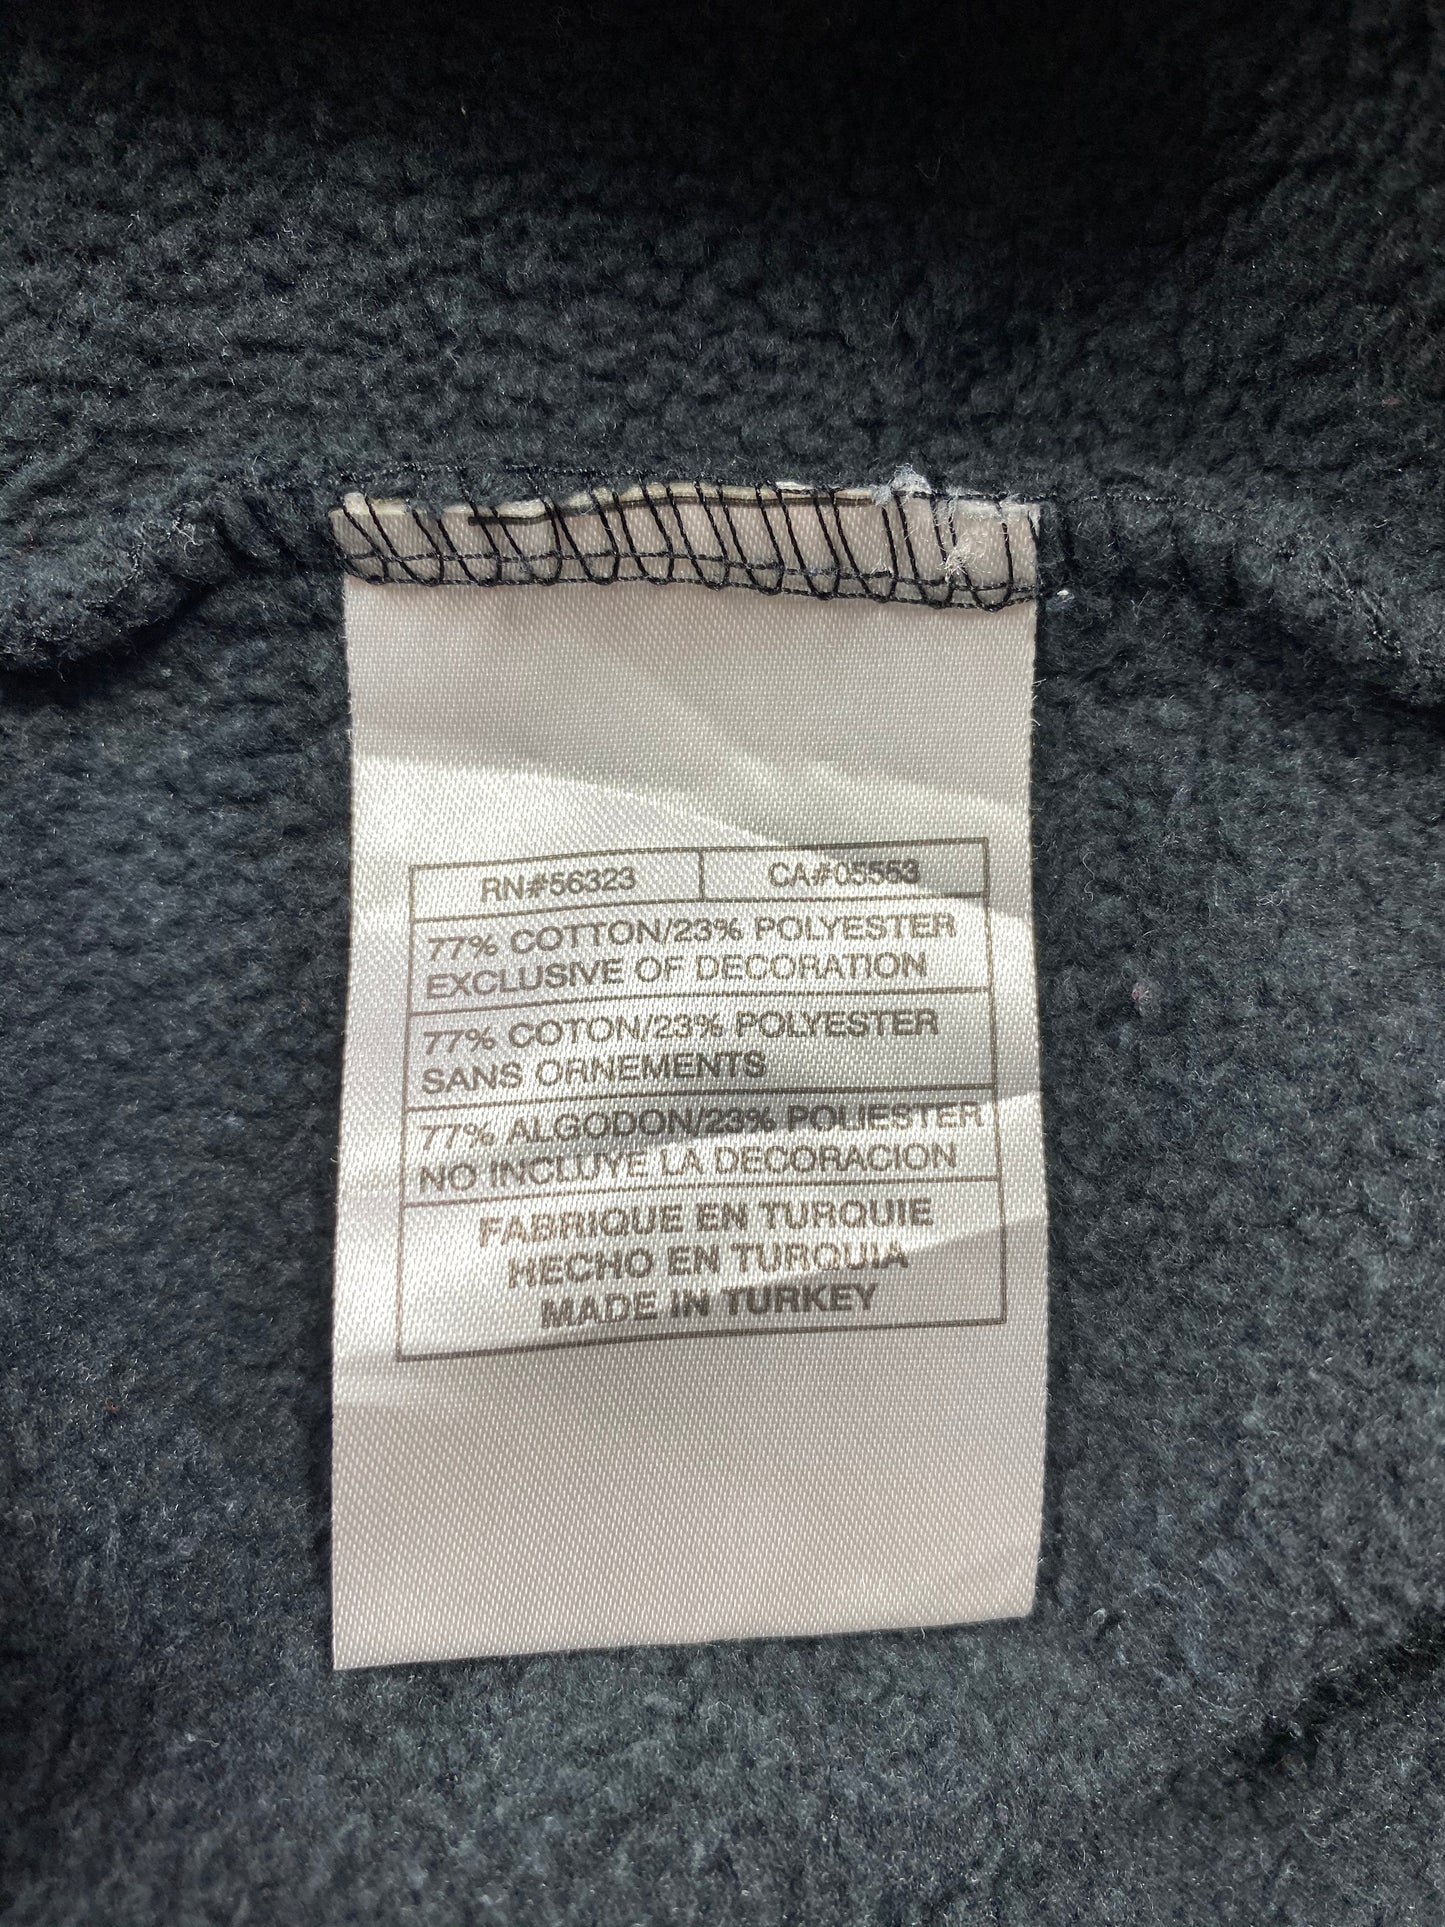 RN#56323 CA#05553
77% COTTON/23% POLYESTER
EXCLUSIVE OF DECORATION
77% COTON/23% POLYESTER
SANS ORNEMENTS
77% ALGODON/23% POLIESTER
NO INCLUYE LA DECORACION
FABRIQUE EN TURQUIE
HECHO EN TURQUIA
MADE IN TURKEY